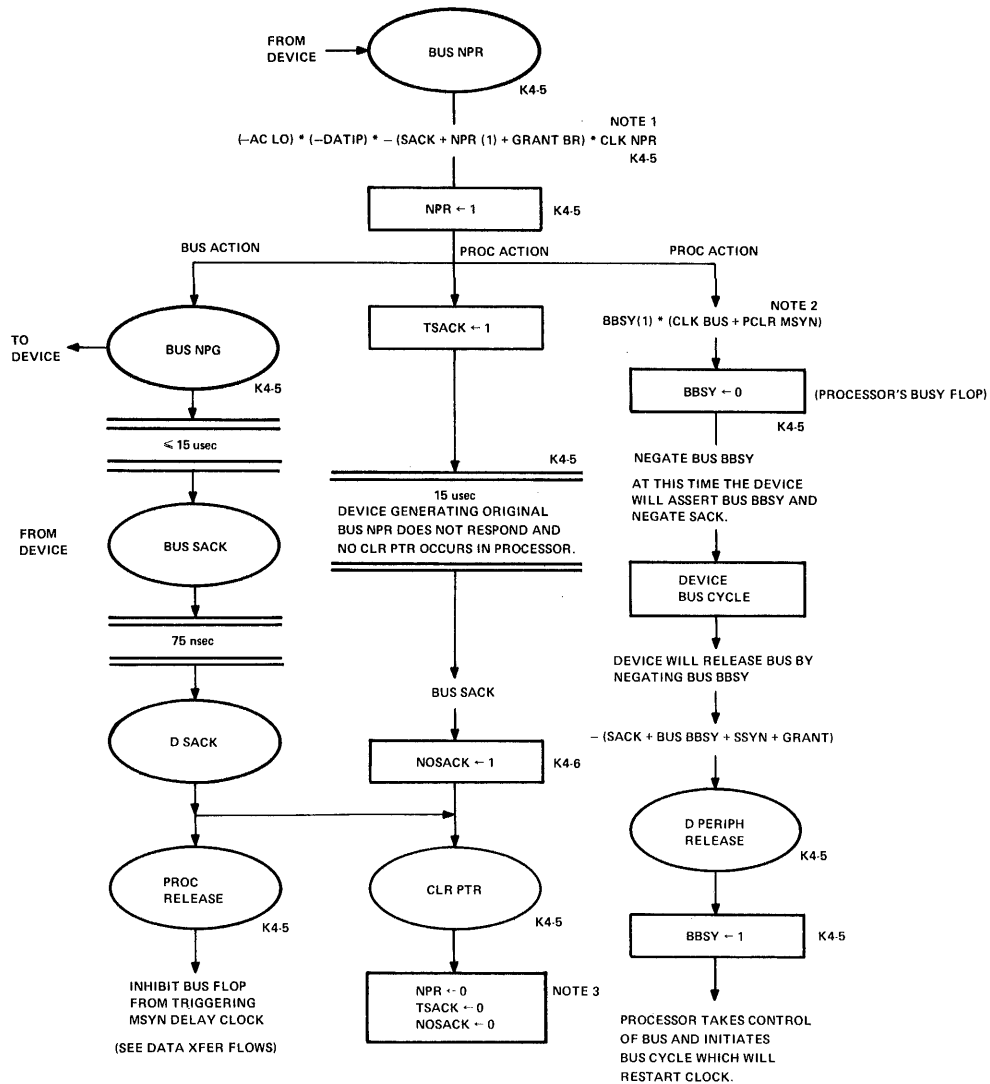 FROM
DEVICE
BUS NPR
K4-5
NOTE 1
(–AC LO) * (–DATIP) * – (SACK + NPR (1) + GRANT BR) * CLK NPR
K4-5
NPR ← 1
K4-5
BUS ACTION
PROC ACTION
PROC ACTION
TO
DEVICE
BUS NPG
K4-5
≤ 15 usec
FROM
DEVICE
BUS SACK
75 nsec
D SACK
PROC
RELEASE
K4-5
INHIBIT BUS FLOP
FROM TRIGGERING
MSYN DELAY CLOCK
(SEE DATA XFER FLOWS)
TSACK ← 1
K4-5
15 usec
DEVICE GENERATING ORIGINAL
BUS NPR DOES NOT RESPOND AND
NO CLR PTR OCCURS IN PROCESSOR.
BUS SACK
NOSACK ← 1
K4-6
CLR PTR
K4-5
NPR ← 0
TSACK ← 0
NOSACK ← 0
NOTE 3
NOTE 2
BBSY(1) * (CLK BUS + PCLR MSYN)
BBSY ← 0
(PROCESSOR'S BUSY FLOP)
K4-5
NEGATE BUS BBSY
AT THIS TIME THE DEVICE
WILL ASSERT BUS BBSY AND
NEGATE SACK.
DEVICE
BUS CYCLE
DEVICE WILL RELEASE BUS BY
NEGATING BUS BBSY
– (SACK + BUS BBSY + SSYN + GRANT)
D PERIPH
RELEASE
K4-5
BBSY ← 1
K4-5
PROCESSOR TAKES CONTROL
OF BUS AND INITIATES
BUS CYCLE WHICH WILL
RESTART CLOCK.